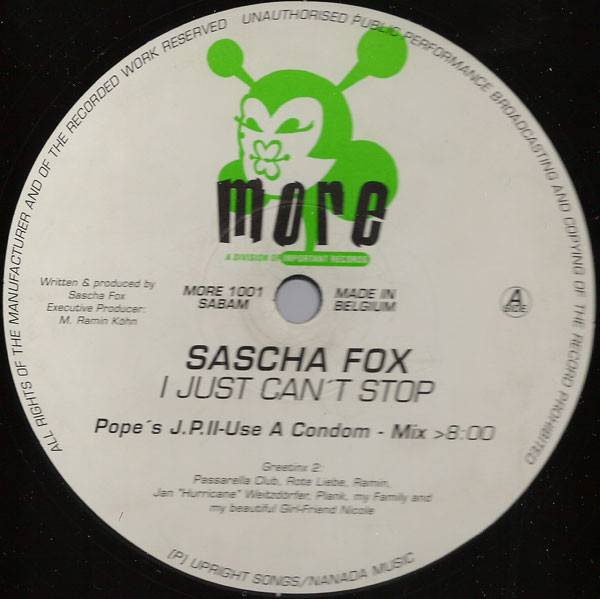 ALL RIGHTS OF THE MANUFACTURER AND OF THE RECORDED WORK RESERVED UNAUTHORISED PUBLIC PERFORMANCE BROADCASTING AND COPYING OF THE RECORD PROHIBITED
more
A DIVISION OF IMPORTANT RECORDS
Written & produced by
Sascha Fox
Executive Producer:
M. Ramin Köhn
MORE 1001
SABAM
MADE IN
BELGIUM
A
SIDE
SASCHA FOX
I JUST CAN´T STOP
Pope´s J.P.II-Use A Condom - Mix >8:00
Greetinx 2:
Passarella Club, Rote Liebe, Ramin,
Jan "Hurricane" Weitzdörfer, Plank, my Family and
my beautiful Girl-Friend Nicole
(P) UPRIGHT SONGS/NANADA MUSIC